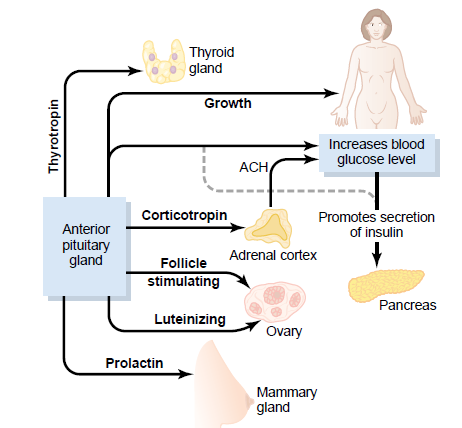 Thyroid
gland
Thyrotropin
Growth
Increases blood
glucose level
ACH
Corticotropin
Adrenal cortex
Promotes secretion
of insulin
Anterior
pituitary
gland
Follicle
stimulating
Pancreas
Luteinizing
Ovary
Prolactin
Mammary
gland